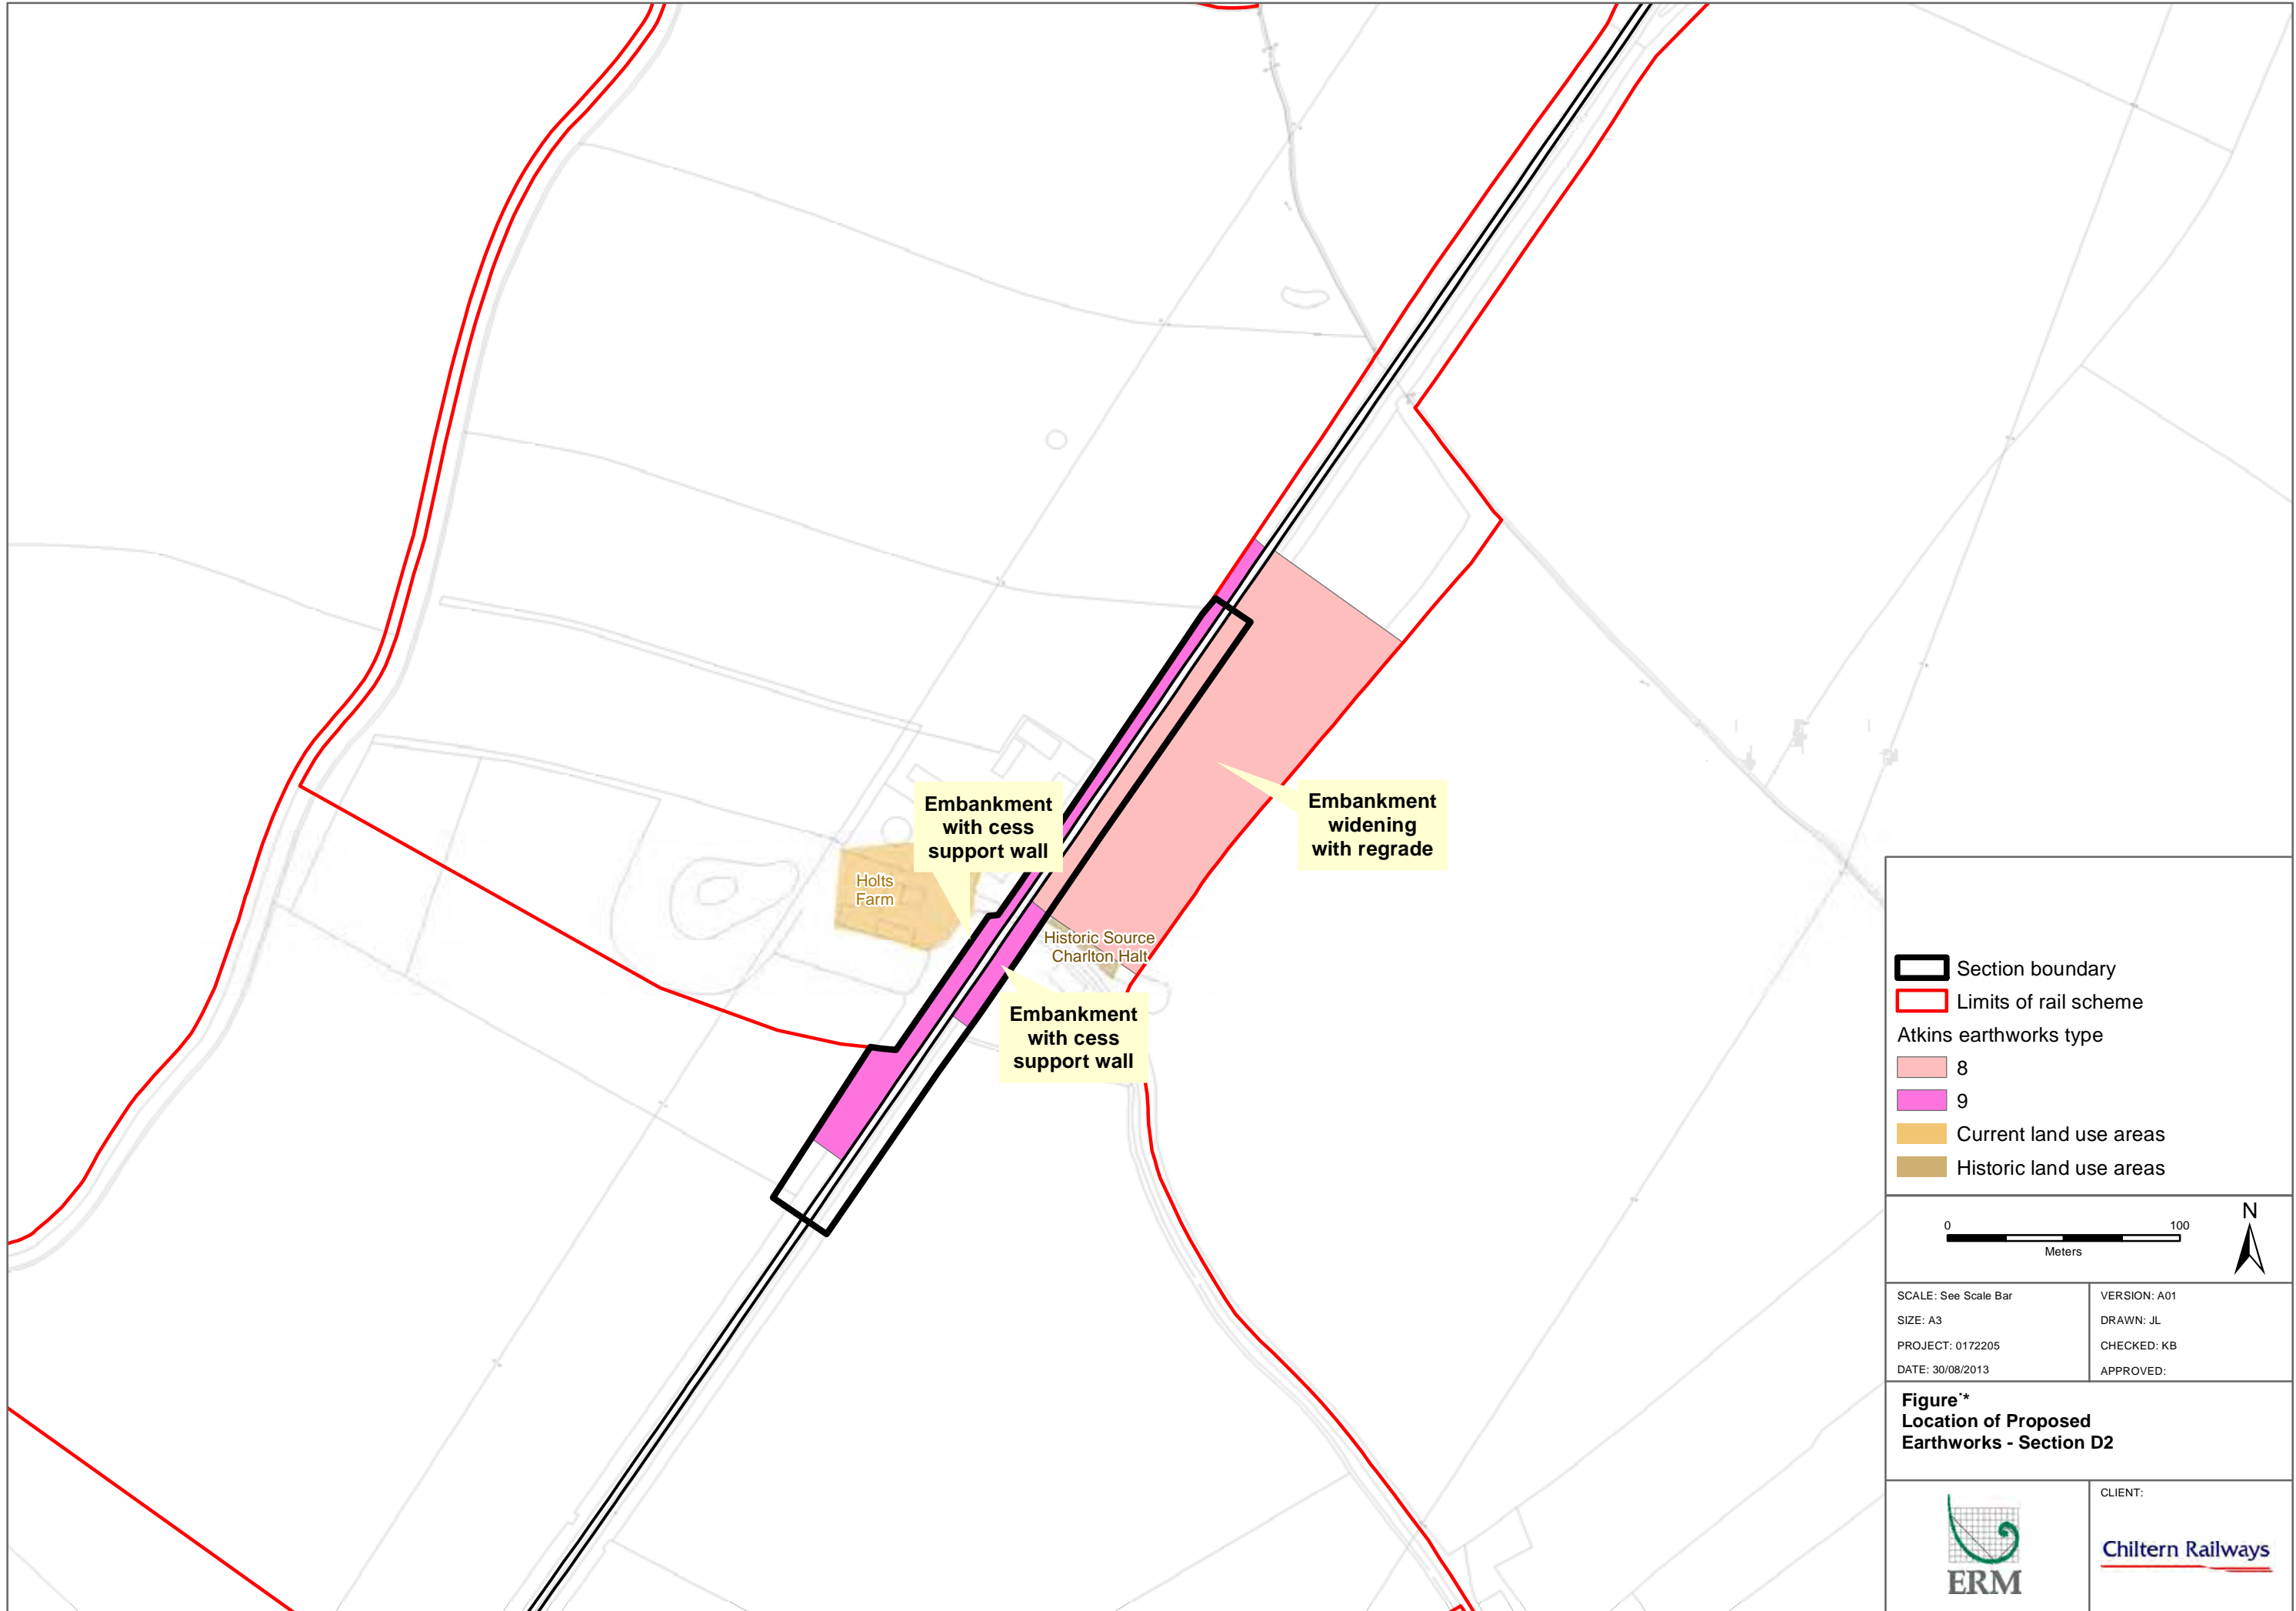 Embankment
with cess
support wall
Embankment
widening
with regrade
Holts
Farm
Historic Source
Charlton Halt
Embankment
with cess
support wall
Section boundary
Limits of rail scheme
Atkins earthworks type
8
9
Current land use areas
Historic land use areas
0 100
Meters
N
SCALE: See Scale Bar
SIZE: A3
PROJECT: 0172205
DATE: 30/08/2013
VERSION: A01
DRAWN: JL
CHECKED: KB
APPROVED:
Figure˙*
Location of Proposed
Earthworks - Section D2
ERM
CLIENT:
Chiltern Railways